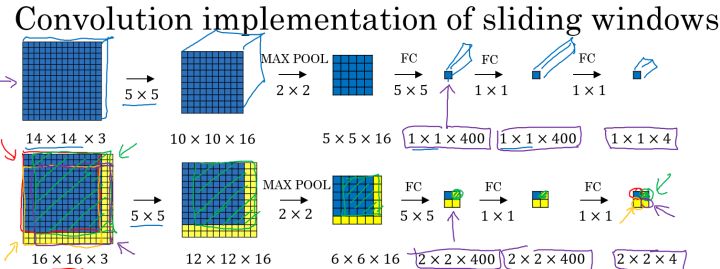 Convolution implementation of sliding windows
MAX POOL FC FC FC
5 × 5 2 × 2 5 × 5 1 × 1 1 × 1
14 × 14 × 3 10 × 10 × 16 5 × 5 × 16 1 × 1 × 400 1 × 1 × 400 1 × 1 × 4
MAX POOL FC FC FC
5 × 5 2 × 2 5 × 5 1 × 1 1 × 1
16 × 16 × 3 12 × 12 × 16 6 × 6 × 16 2 × 2 × 400 2 × 2 × 400 2 × 2 × 4